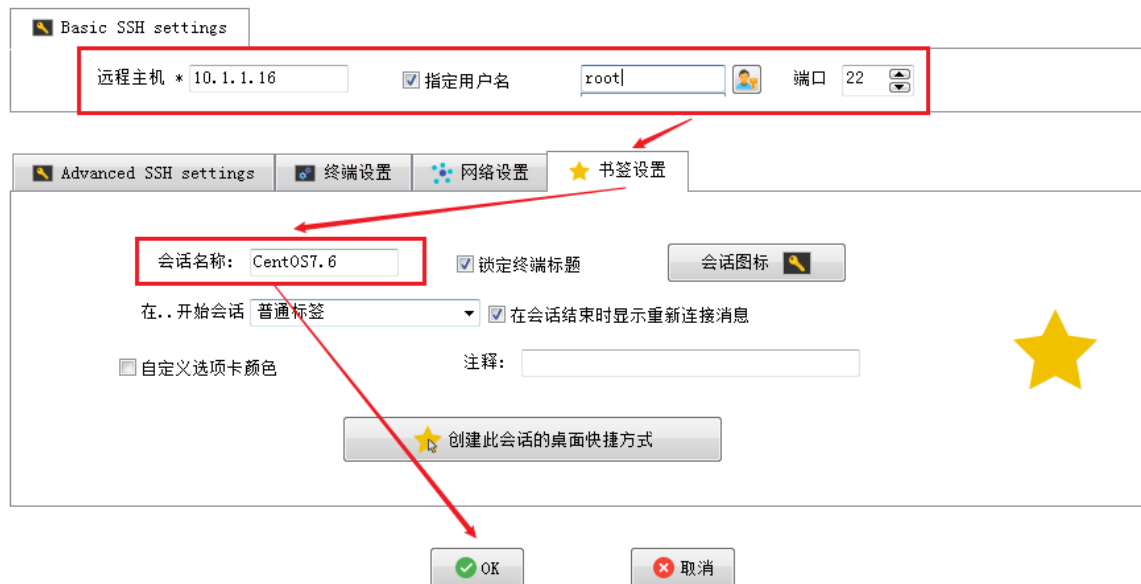 Basic SSH settings
远程主机 * 10.1.1.16 指定用户名 root 端口 22
Advanced SSH settings 终端设置 网络设置 书签设置
会话名称: CentOS7.6 锁定终端标题 会话图标
在..开始会话 普通标签 在会话结束时显示重新连接消息
自定义选项卡颜色 注释:
创建此会话的桌面快捷方式
OK 取消